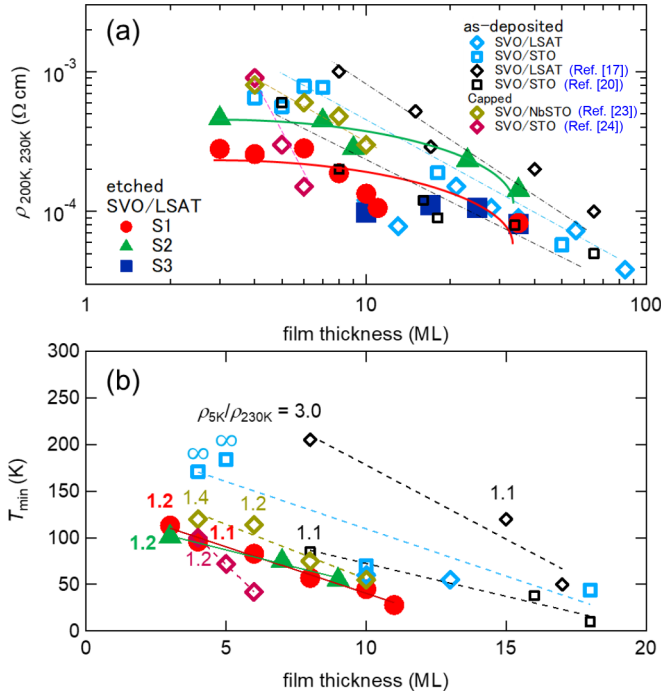 (a)
as-deposited
SVO/LSAT
SVO/STO
SVO/LSAT (Ref. [17])
SVO/STO (Ref. [20])
Capped
SVO/NbSTO (Ref. [23])
SVO/STO (Ref. [24])
etched
SVO/LSAT
S1
S2
S3
ρ200K, 230K (Ω cm)
10⁻³
10⁻⁴
1
10
100
film thickness (ML)
(b)
ρ5K/ρ230K = 3.0
∞
∞
1.2
1.4
1.2
1.1
1.1
1.1
1.2
1.2
Tmin (K)
300
250
200
150
100
50
0
0
5
10
15
20
film thickness (ML)